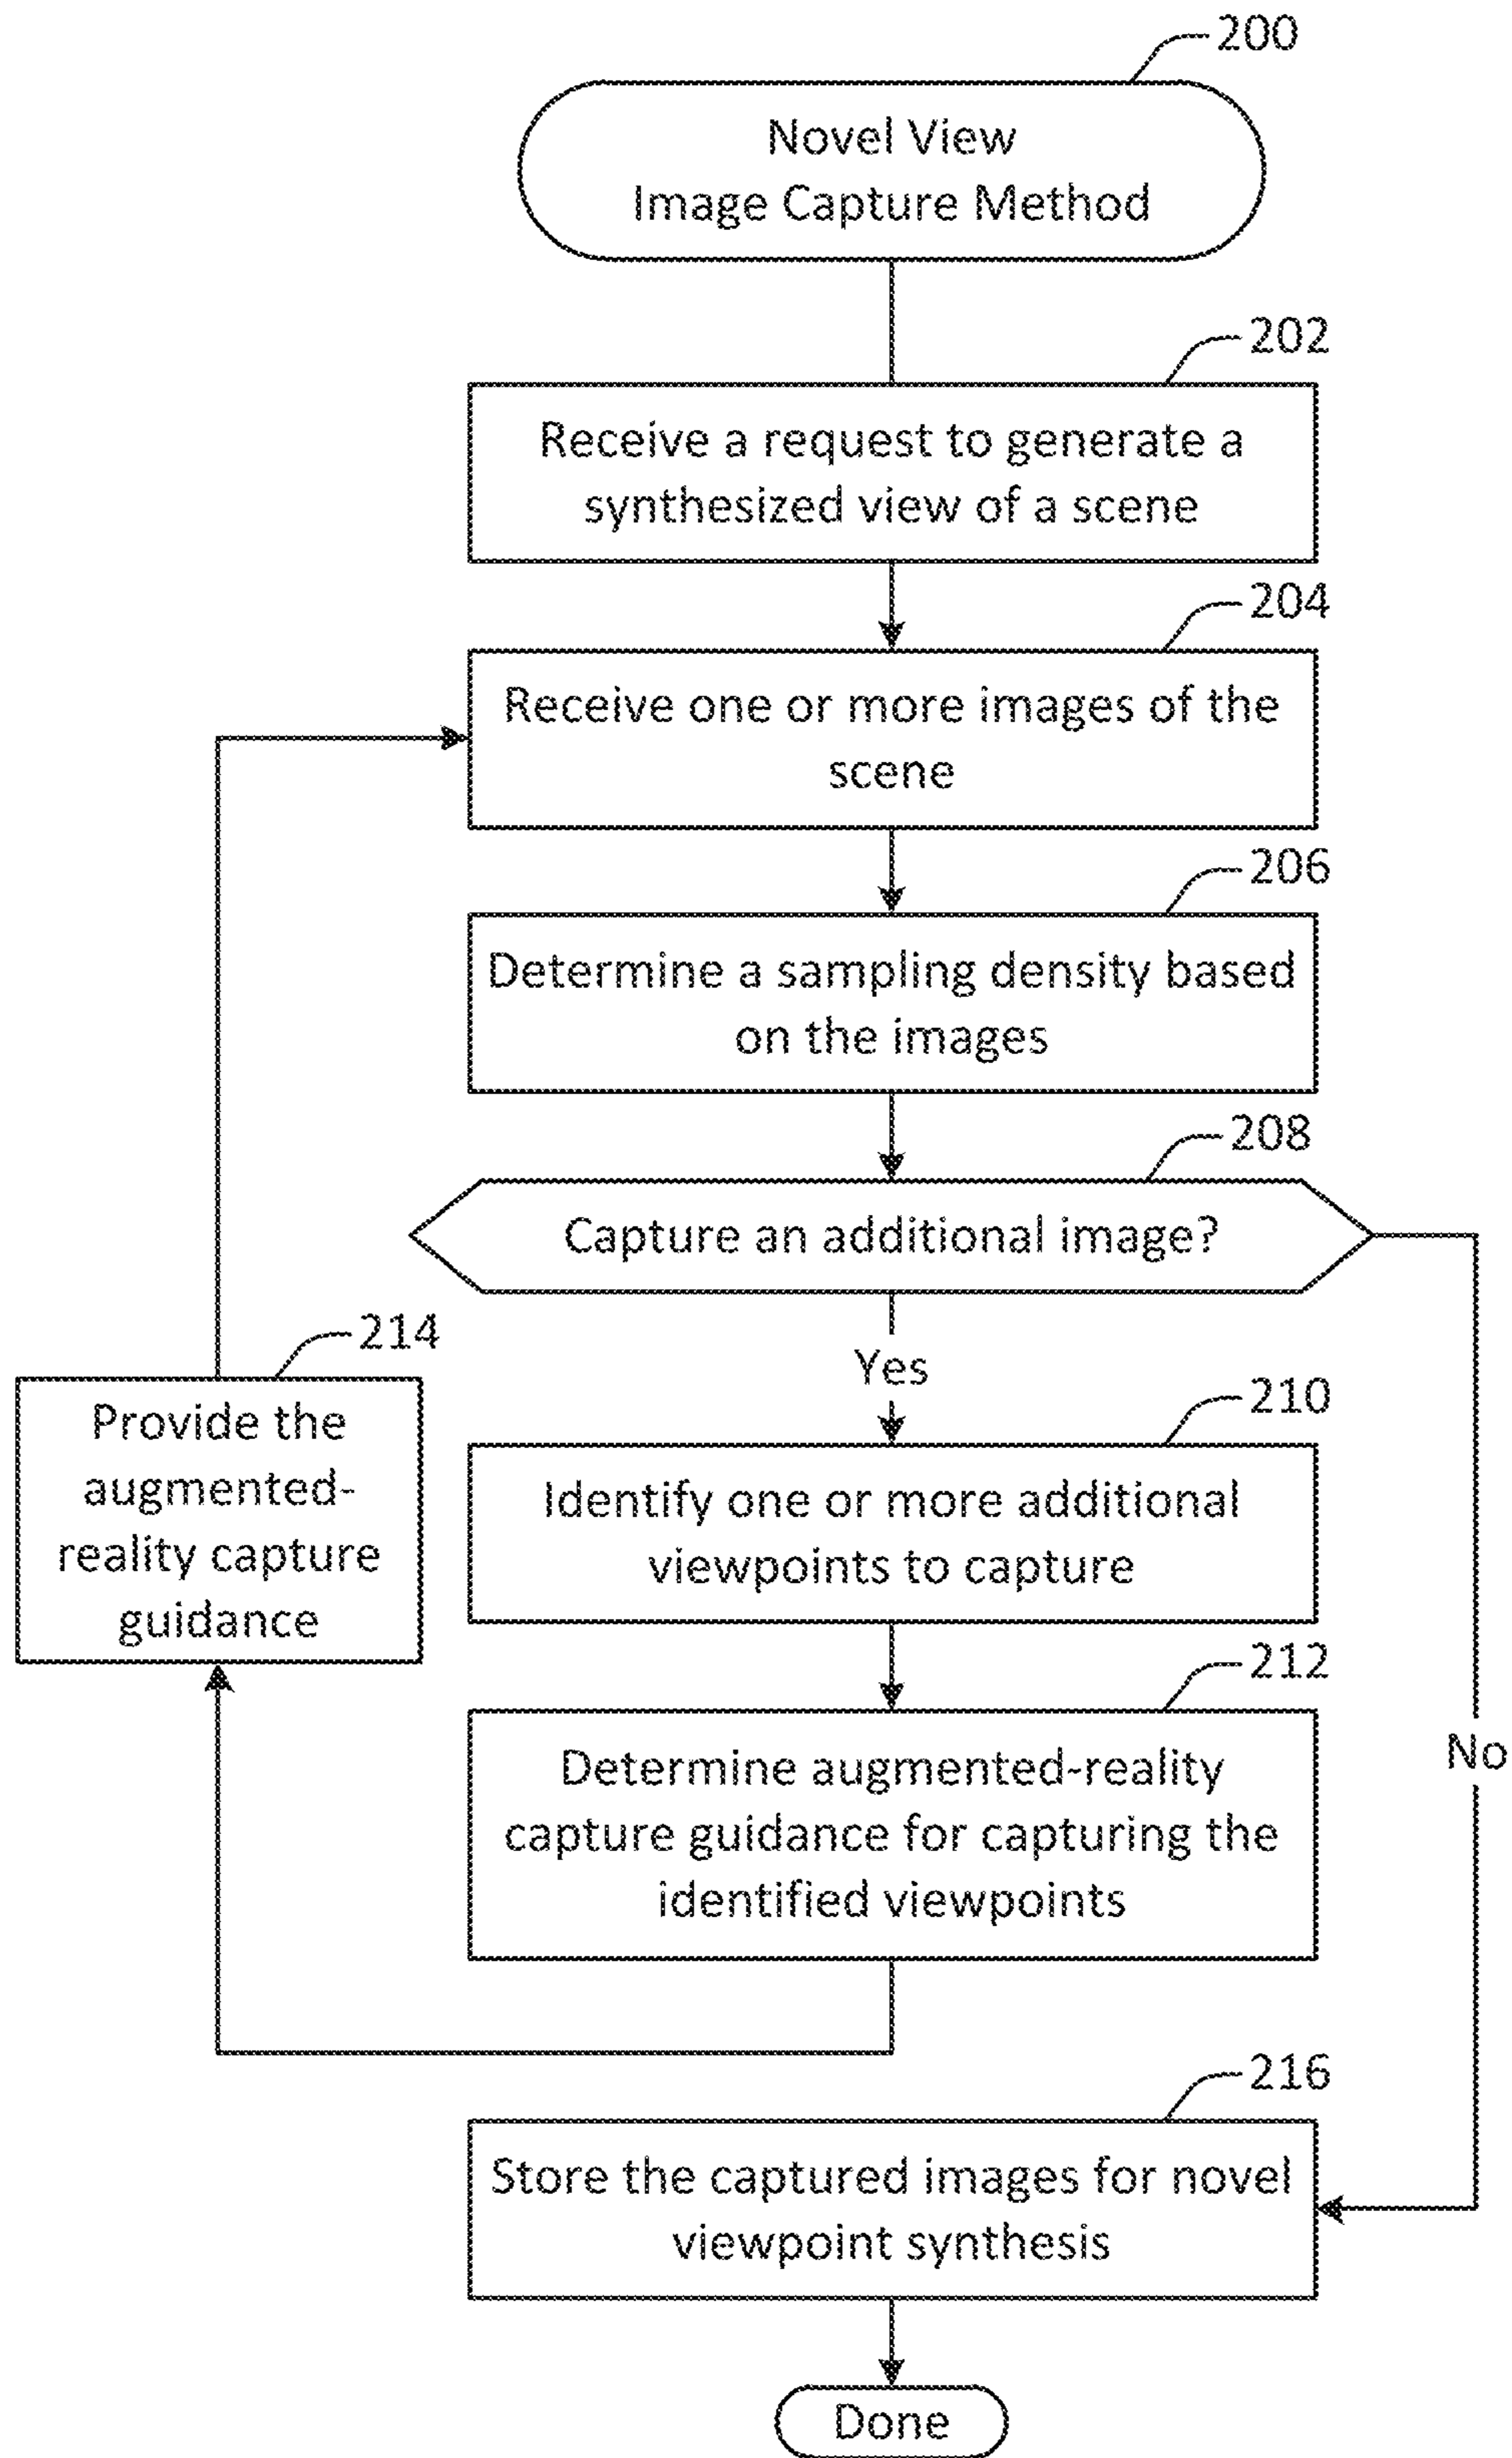 200
Novel View
Image Capture Method
202
Receive a request to generate a
synthesized view of a scene
204
Receive one or more images of the
scene
206
Determine a sampling density based
on the images
208
Capture an additional image?
Yes
No
210
Identify one or more additional
viewpoints to capture
212
Determine augmented-reality
capture guidance for capturing the
identified viewpoints
214
Provide the
augmented-
reality capture
guidance
216
Store the captured images for novel
viewpoint synthesis
Done